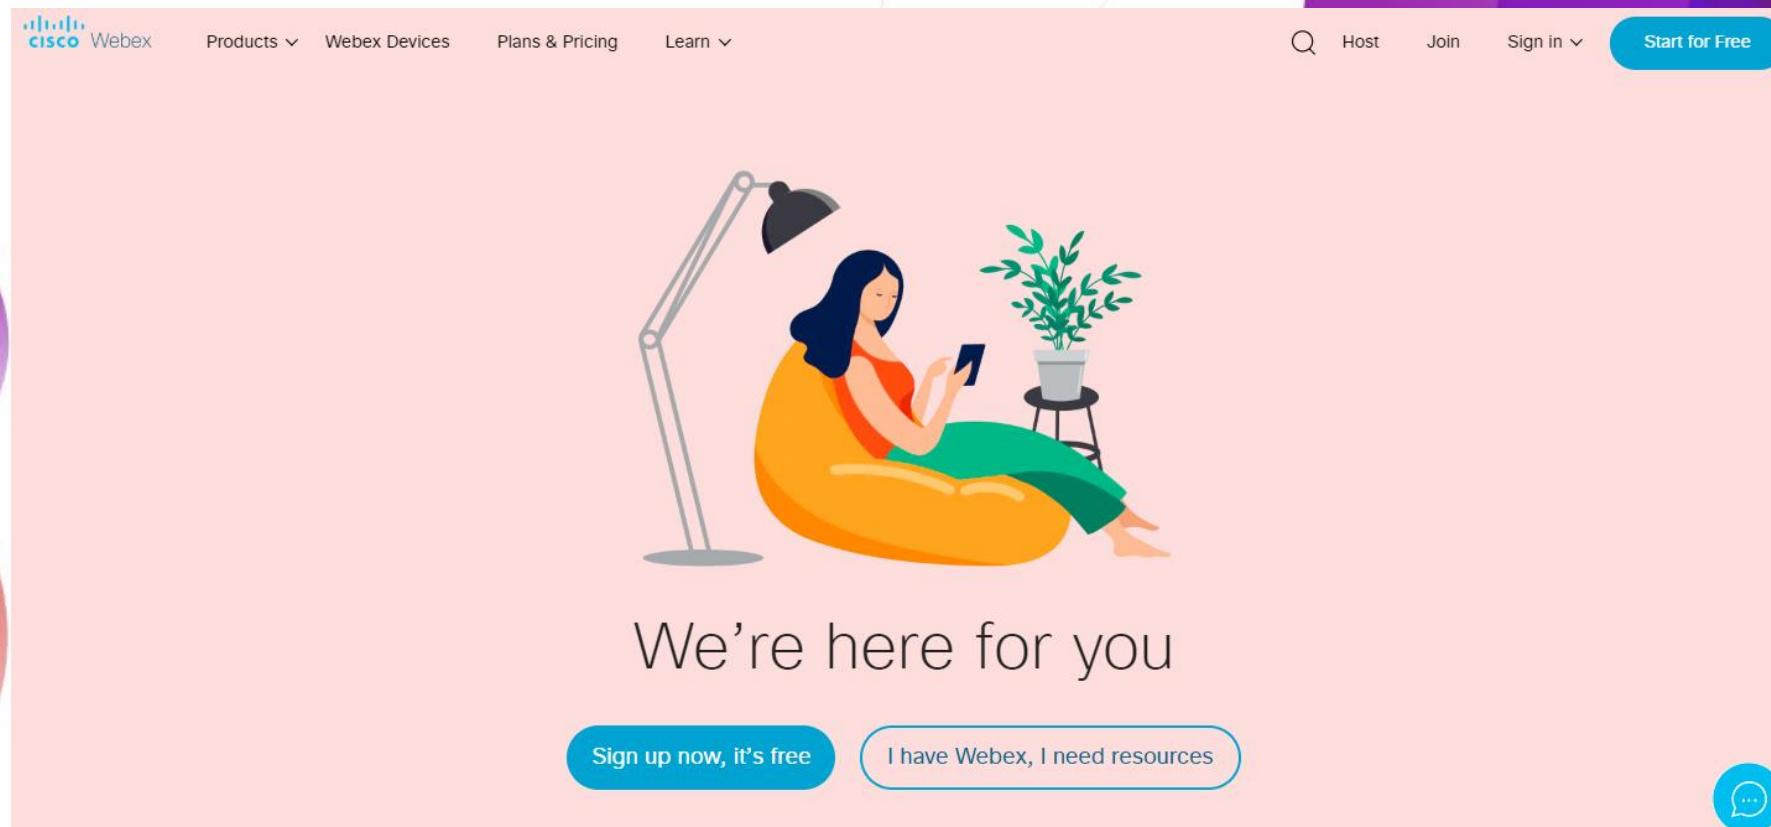 cisco Webex Products Webex Devices Plans & Pricing Learn Host Join Sign in Start for Free
We're here for you
Sign up now, it's free I have Webex, I need resources